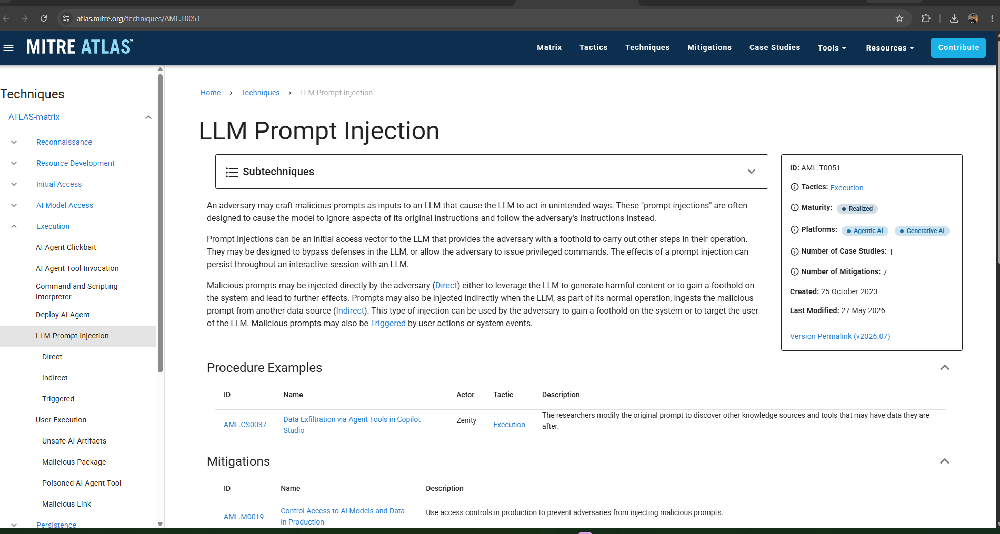 atlas.mitre.org/techniques/AML.T0051
MITRE ATLAS™
Matrix
Tactics
Techniques
Mitigations
Case Studies
Tools
Resources
Contribute
Techniques
ATLAS-matrix
Reconnaissance
Resource Development
Initial Access
AI Model Access
Execution
AI Agent Clickbait
AI Agent Tool Invocation
Command and Scripting
Interpreter
Deploy AI Agent
LLM Prompt Injection
Direct
Indirect
Triggered
User Execution
Unsafe AI Artifacts
Malicious Package
Poisoned AI Agent Tool
Malicious Link
Persistence
Home › Techniques › LLM Prompt Injection
LLM Prompt Injection
Subtechniques
An adversary may craft malicious prompts as inputs to an LLM that cause the LLM to act in unintended ways. These "prompt injections" are often
designed to cause the model to ignore aspects of its original instructions and follow the adversary's instructions instead.
Prompt Injections can be an initial access vector to the LLM that provides the adversary with a foothold to carry out other steps in their operation.
They may be designed to bypass defenses in the LLM, or allow the adversary to issue privileged commands. The effects of a prompt injection can
persist throughout an interactive session with an LLM.
Malicious prompts may be injected directly by the adversary (Direct) either to leverage the LLM to generate harmful content or to gain a foothold on
the system and lead to further effects. Prompts may also be injected indirectly when the LLM, as part of its normal operation, ingests the malicious
prompt from another data source (Indirect). This type of injection can be used by the adversary to gain a foothold on the system or to target the user
of the LLM. Malicious prompts may also be Triggered by user actions or system events.
ID: AML.T0051
Tactics: Execution
Maturity: Realized
Platforms: Agentic AI Generative AI
Number of Case Studies: 1
Number of Mitigations: 7
Created: 25 October 2023
Last Modified: 27 May 2026
Version Permalink (v2026.07)
Procedure Examples
ID Name Actor Tactic Description
AML.CS0037
Data Exfiltration via Agent Tools in Copilot
Studio
Zenity
Execution
The researchers modify the original prompt to discover other knowledge sources and tools that may have data they are
after.
Mitigations
ID Name Description
AML.M0019
Control Access to AI Models and Data
in Production
Use access controls in production to prevent adversaries from injecting malicious prompts.